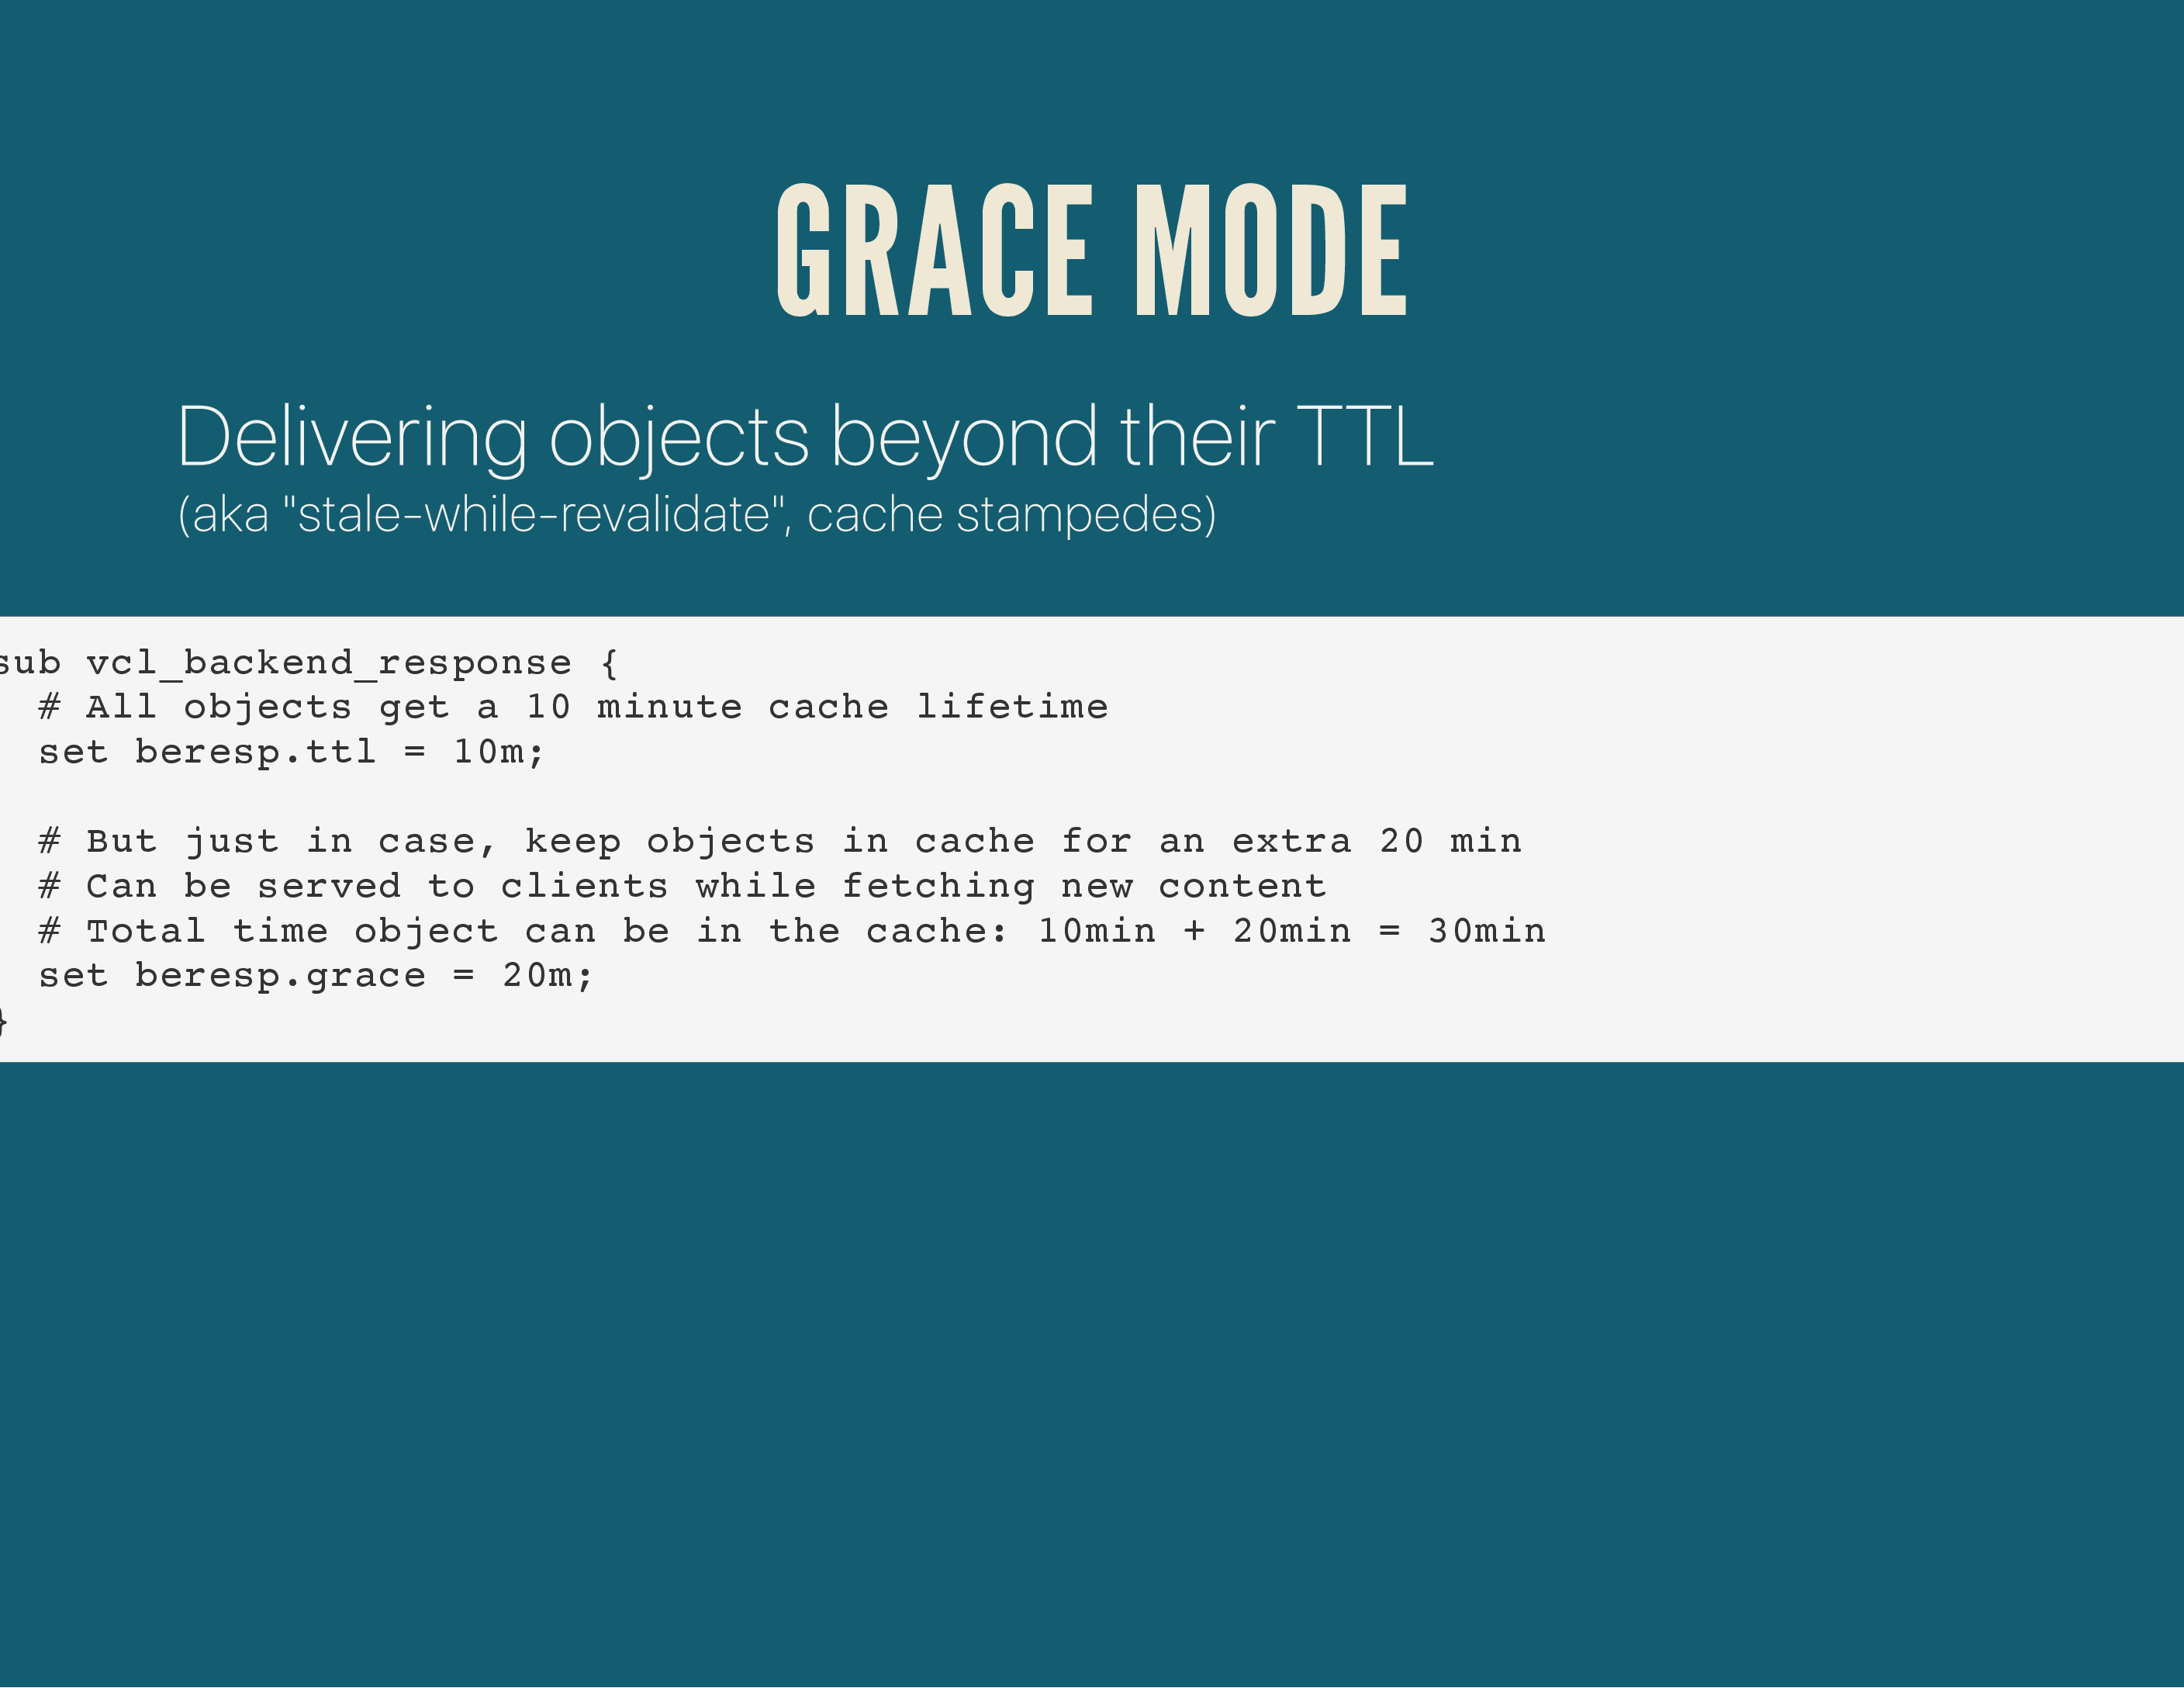 GRACE MODE
Delivering objects beyond their TTL
(aka "stale-while-revalidate", cache stampedes)
sub vcl_backend_response {
# All objects get a 10 minute cache lifetime
set beresp.ttl = 10m;
# But just in case, keep objects in cache for an extra 20 min
# Can be served to clients while fetching new content
# Total time object can be in the cache: 10min + 20min = 30min
set beresp.grace = 20m;
}